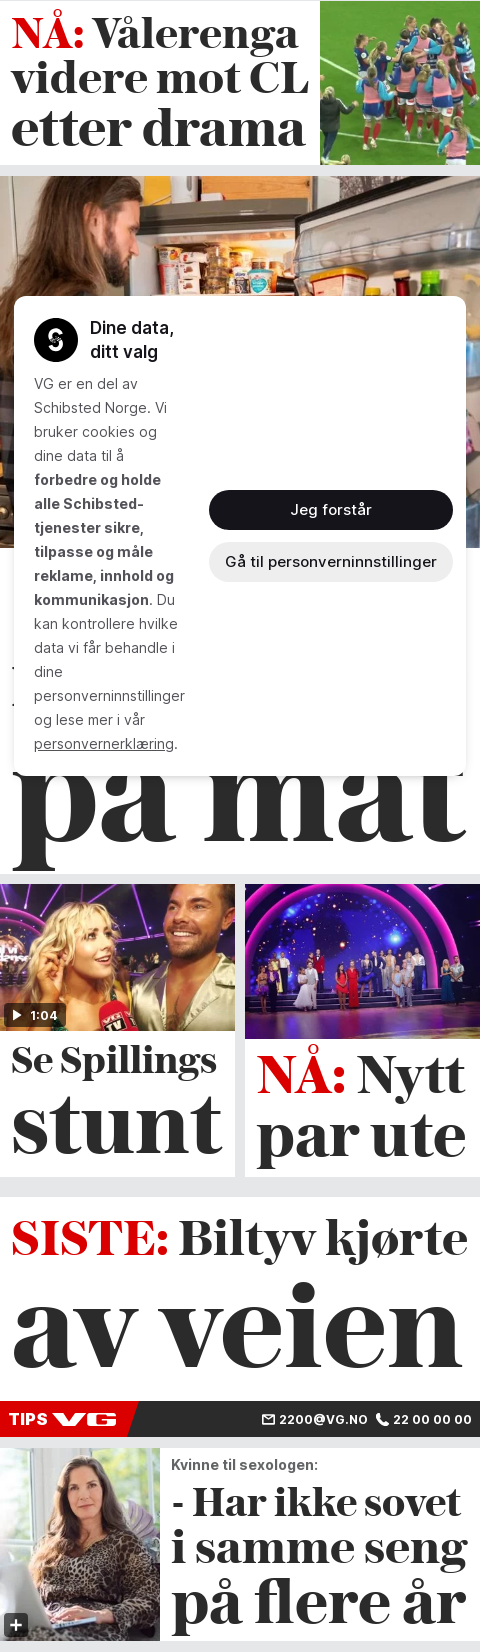 NÅ: Vålerenga
videre mot CL
etter drama
Dine data,
ditt valg
VG er en del av
Schibsted Norge. Vi
bruker cookies og
dine data til å
forbedre og holde
alle Schibsted-
tjenester sikre,
tilpasse og måle
reklame, innhold og
kommunikasjon. Du
kan kontrollere hvilke
data vi får behandle i
dine
personverninnstillinger
og lese mer i vår
personvernerklæring.
Jeg forstår
Gå til personverninnstillinger
på mat
1:04
Se Spillings
stunt
NÅ: Nytt
par ute
SISTE: Biltyv kjørte
av veien
TIPS VG
2200@VG.NO 22 00 00 00
Kvinne til sexologen:
- Har ikke sovet
i samme seng
på flere år